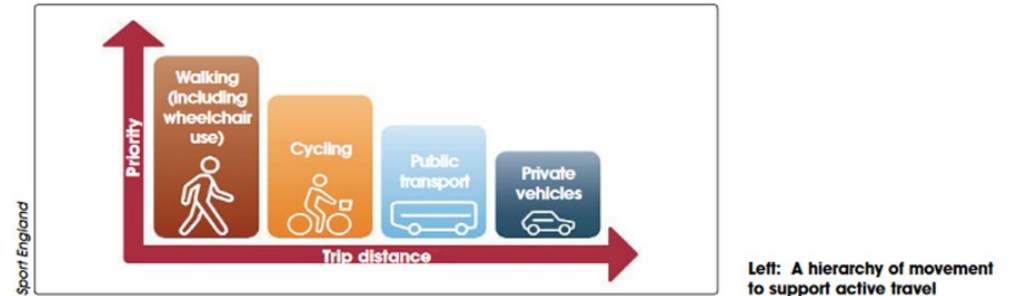 Sport England
Priority
Walking
(including
wheelchair
use)
Cycling
Public
transport
Private
vehicles
Trip distance
Left: A hierarchy of movement
to support active travel